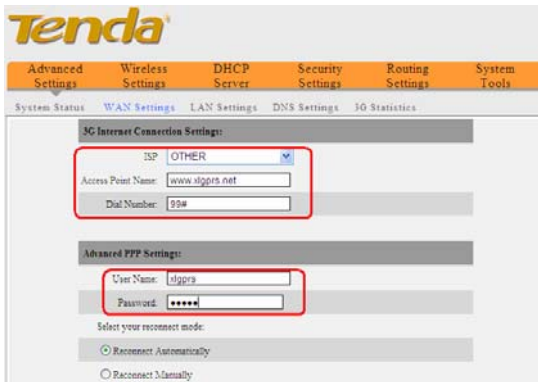 Tenda
Advanced Settings Wireless Settings DHCP Server Security Settings Routing Settings System Tools
System Status WAN Settings LAN Settings DNS Settings 3G Statistics
3G Internet Connection Settings:
ISP OTHER
Access Point Name: www.xlgprs.net
Dial Number: 99#
Advanced PPP Settings:
User Name: xlgprs
Password: •••••
Select your reconnect mode:
Reconnect Automatically
Reconnect Manually